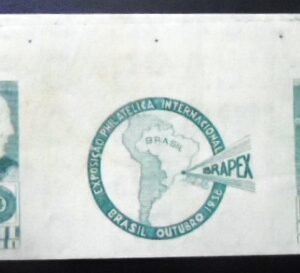 EXPOSIÇÃO PHILATELICA INTERNACIONAL
BRASIL
BRAPEX
BRASIL OUTUBRO 1938